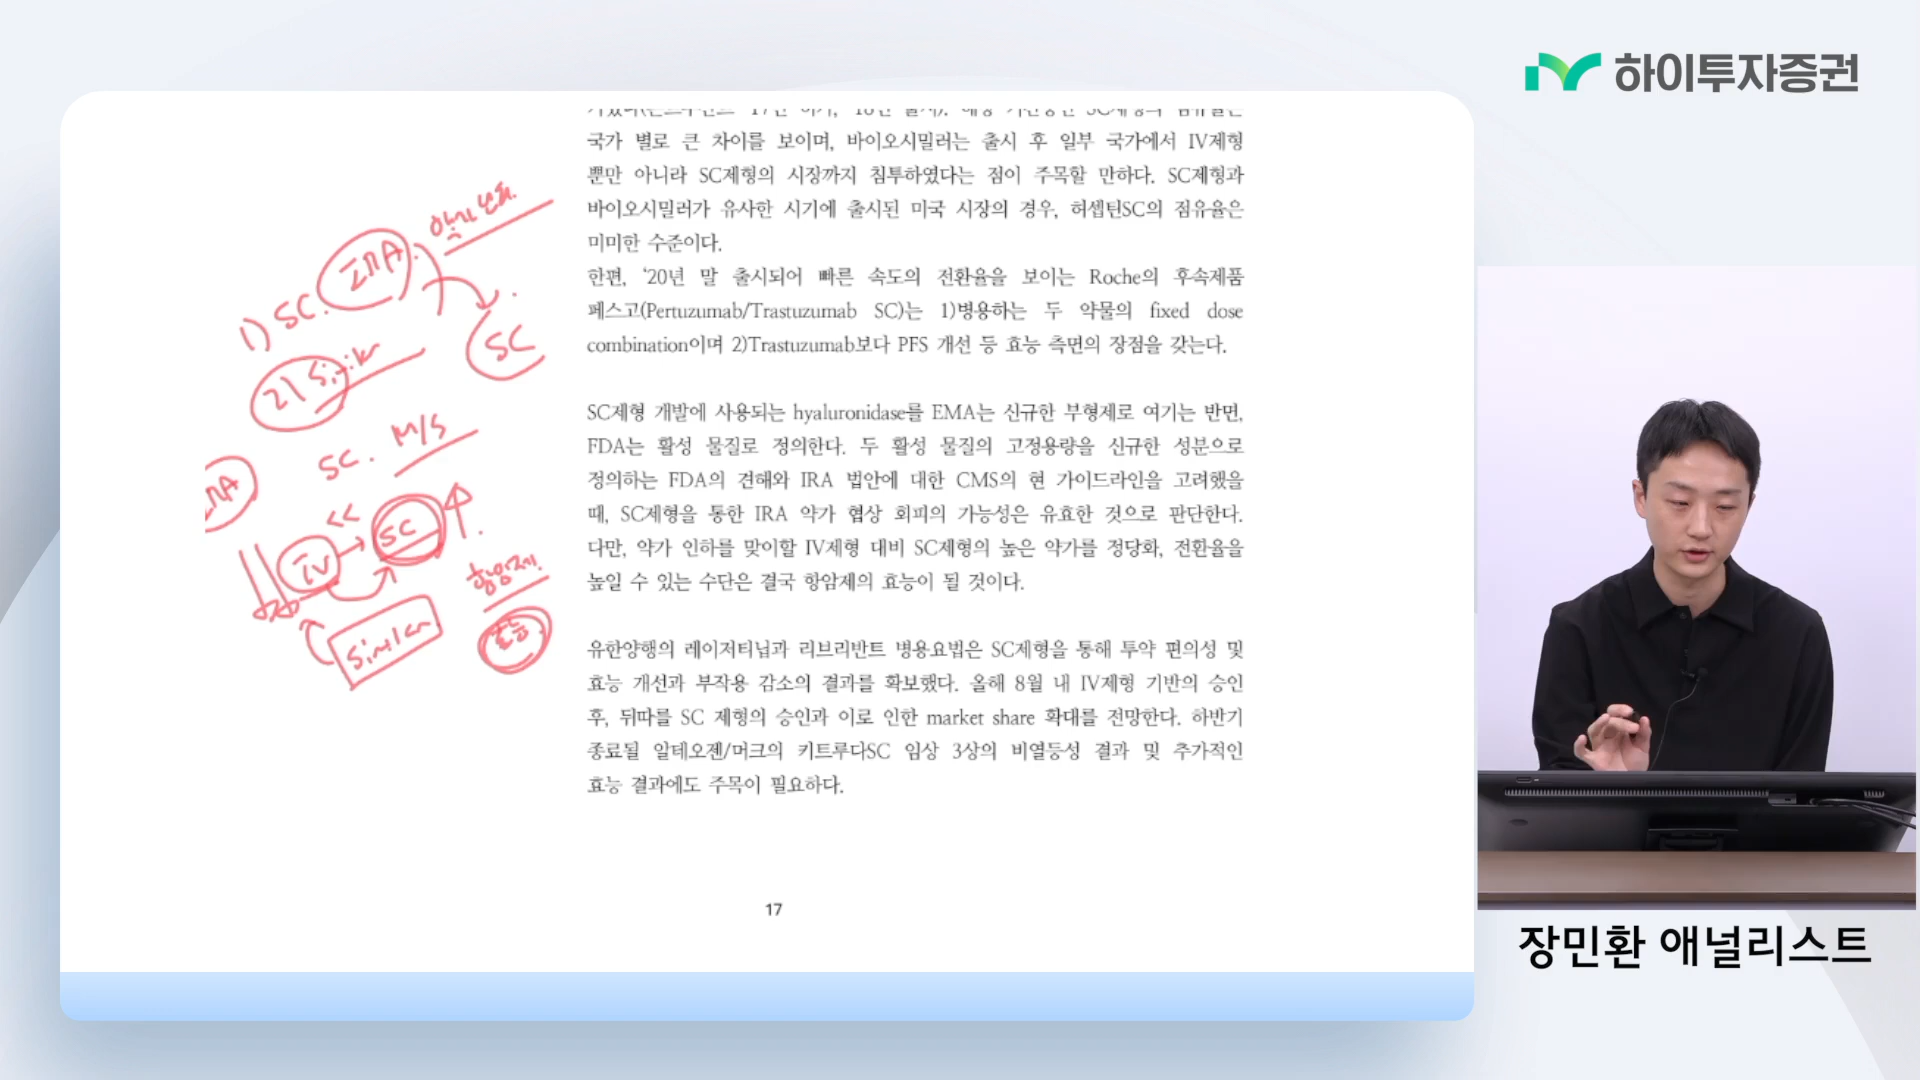 하이투자증권
국가 별로 큰 차이를 보이며, 바이오시밀러는 출시 후 일부 국가에서 IV제형
뿐만 아니라 SC제형의 시장까지 침투하였다는 점이 주목할 만하다. SC제형과
바이오시밀러가 유사한 시기에 출시된 미국 시장의 경우, 허셉틴SC의 점유율은
미미한 수준이다.
한편, ‘20년 말 출시되어 빠른 속도의 전환율을 보이는 Roche의 후속제품
페스고(Pertuzumab/Trastuzumab SC)는 1)병용하는 두 약물의 fixed dose
combination이며 2)Trastuzumab보다 PFS 개선 등 효능 측면의 장점을 갖는다.
SC제형 개발에 사용되는 hyaluronidase를 EMA는 신규한 부형제로 여기는 반면,
FDA는 활성 물질로 정의한다. 두 활성 물질의 고정용량을 신규한 성분으로
정의하는 FDA의 견해와 IRA 법안에 대한 CMS의 현 가이드라인을 고려했을
때, SC제형을 통한 IRA 약가 협상 회피의 가능성은 유효한 것으로 판단한다.
다만, 약가 인하를 맞이할 IV제형 대비 SC제형의 높은 약가를 정당화, 전환율을
높일 수 있는 수단은 결국 항암제의 효능이 될 것이다.
유한양행의 레이저티닙과 리브리반트 병용요법은 SC제형을 통해 투약 편의성 및
효능 개선과 부작용 감소의 결과를 확보했다. 올해 8월 내 IV제형 기반의 승인
후, 뒤따를 SC 제형의 승인과 이로 인한 market share 확대를 전망한다. 하반기
종료될 알테오젠/머크의 키트루다SC 임상 3상의 비열등성 결과 및 추가적인
효능 결과에도 주목이 필요하다.
17
1) SC.
SC
SC. M/S
IV << SC
항암제.
효능
장민환 애널리스트